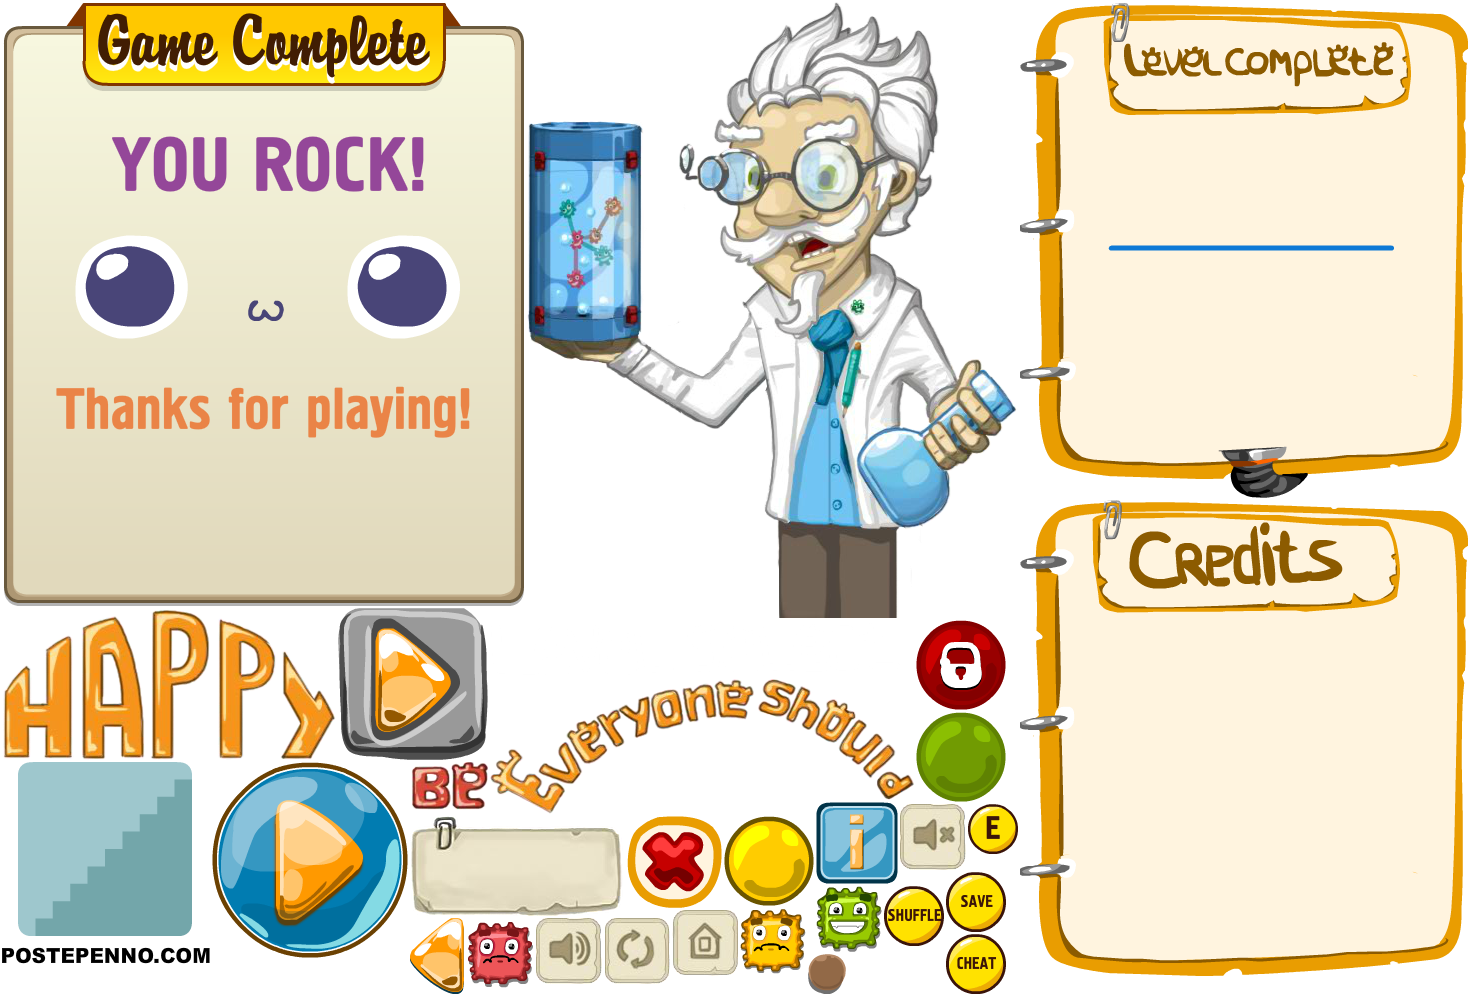 Game Complete
YOU ROCK!
ω
Thanks for playing!
Level Complete
Credits
HAPPY
Everyone Should
BE
i
E
SHUFFLE
SAVE
CHEAT
POSTEPENNO.COM